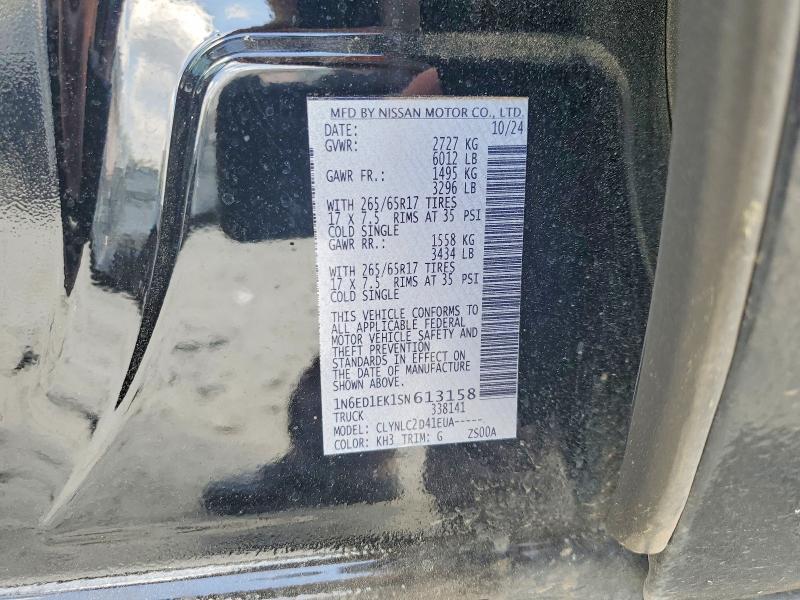 MFD BY NISSAN MOTOR CO., LTD.
DATE: 10/24
GVWR: 2727 KG
6012 LB
GAWR FR.: 1495 KG
3296 LB
WITH 265/65R17 TIRES
17 X 7.5 RIMS AT 35 PSI
COLD SINGLE
GAWR RR.: 1558 KG
3434 LB
WITH 265/65R17 TIRES
17 X 7.5 RIMS AT 35 PSI
COLD SINGLE
THIS VEHICLE CONFORMS TO
ALL APPLICABLE FEDERAL
MOTOR VEHICLE SAFETY AND
THEFT PREVENTION
STANDARDS IN EFFECT ON
THE DATE OF MANUFACTURE
SHOWN ABOVE.
1N6ED1EK1SN613158
TRUCK 338141
MODEL: CLYNLC2D41EUA-----
COLOR: KH3 TRIM: G ZS00A